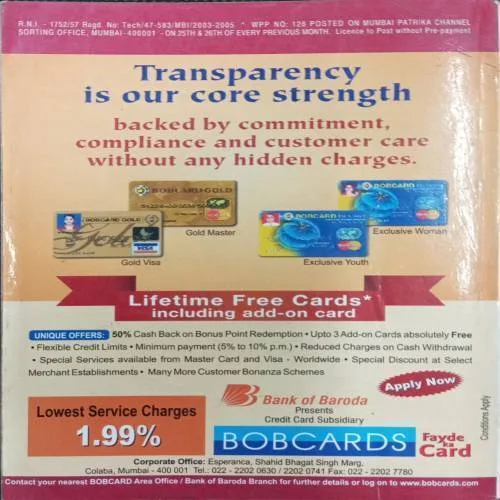 R.N.I. - 1752/57 Regd. No: Tech/47-583/MBI/2003-2005 * WPP NO: 128 POSTED ON MUMBAI PATRIKA CHANNEL
SORTING OFFICE, MUMBAI-400001 - ON 25TH & 26TH OF EVERY PREVIOUS MONTH. Licence to Post without Pre-payment
Transparency
is our core strength
backed by commitment,
compliance and customer care
without any hidden charges.
BOBCARD GOLD
Gold Master
BOBCARD GOLD
Gold
VISA
Gold Visa
BOBCARD
Exclusive Woman
BOBCARD
Exclusive Youth
Lifetime Free Cards*
including add-on card
UNIQUE OFFERS: 50% Cash Back on Bonus Point Redemption • Upto 3 Add-on Cards absolutely Free
• Flexible Credit Limits • Minimum payment (5% to 10% p.m.) • Reduced Charges on Cash Withdrawal
• Special Services available from Master Card and Visa - Worldwide • Special Discount at Select
Merchant Establishments • Many More Customer Bonanza Schemes
Apply Now
Bank of Baroda
Presents
Credit Card Subsidiary
Lowest Service Charges
1.99%
BOBCARDS
Fayde
ka
Card
Conditions Apply
Corporate Office: Esperanca, Shahid Bhagat Singh Marg,
Colaba, Mumbai - 400 001 Tel.: 022 - 2202 0630 / 2202 0741 Fax: 022 - 2202 7780
Contact your nearest BOBCARD Area Office / Bank of Baroda Branch for further details or log on to www.bobcards.com